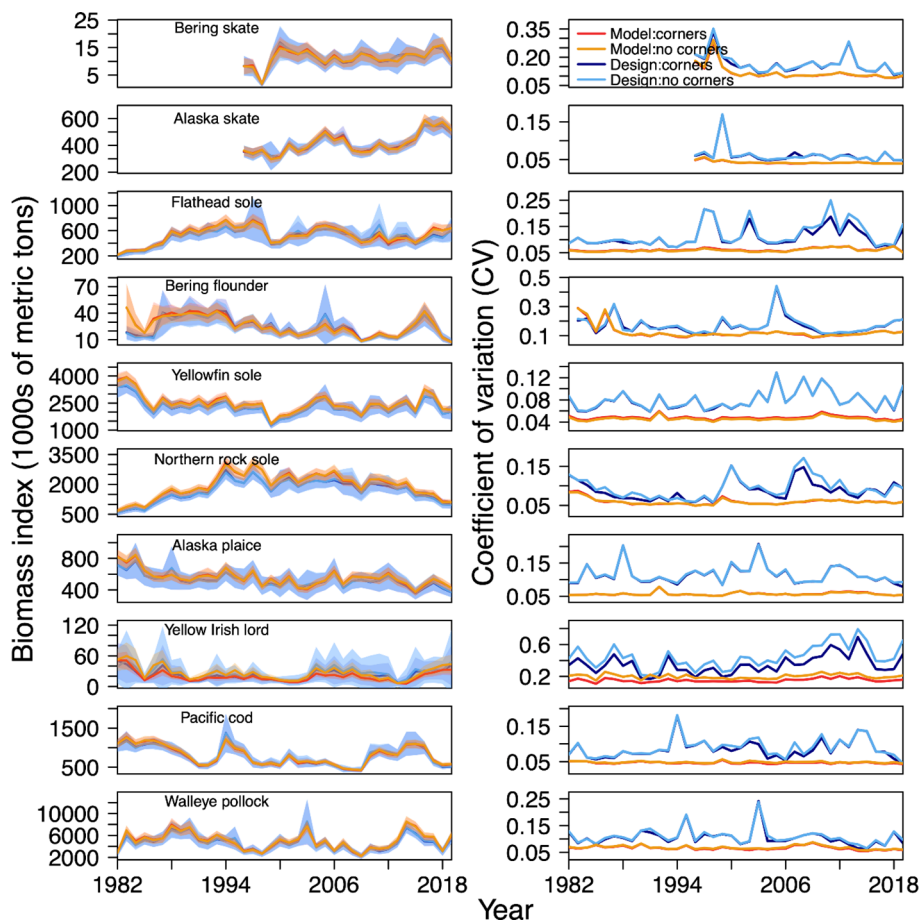 Biomass index (1000s of metric tons)
Coefficient of variation (CV)
Bering skate
25
15
5
0.35
0.25
0.15
0.05
Model:corners
Model:no corners
Design:corners
Design:no corners
Alaska skate
600
400
200
0.15
0.05
Flathead sole
1000
600
200
0.25
0.15
0.05
Bering flounder
70
40
10
0.5
0.3
0.1
Yellowfin sole
4000
2500
1000
0.12
0.08
0.04
Northern rock sole
3500
2000
500
0.15
0.05
Alaska plaice
800
400
0.15
0.05
Yellow Irish lord
120
60
0
0.6
0.2
Pacific cod
1500
500
0.15
0.05
Walleye pollock
10000
6000
2000
0.25
0.15
0.05
1982 1994 2006 2018
1982 1994 2006 2018
Year